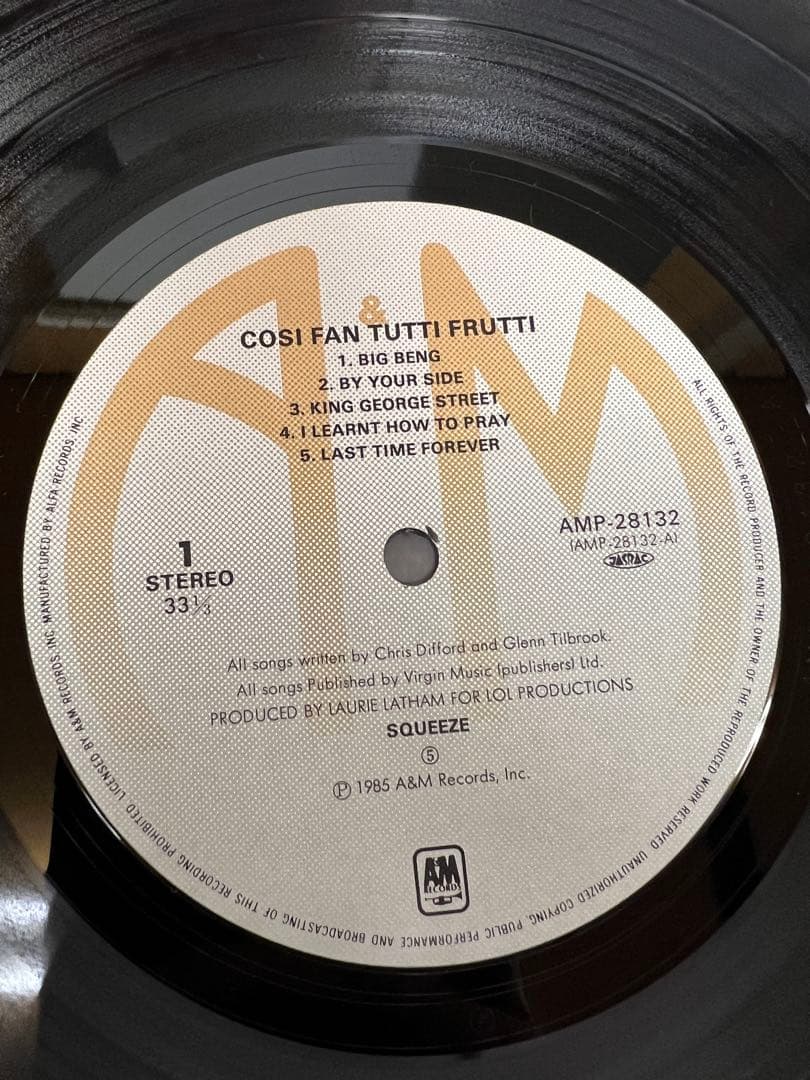 &
COSI FAN TUTTI FRUTTI
1. BIG BENG
2. BY YOUR SIDE
3. KING GEORGE STREET
4. I LEARNT HOW TO PRAY
5. LAST TIME FOREVER
1
STEREO
33⅓
AMP-28132
(AMP-28132-A)
JASRAC
All songs written by Chris Difford and Glenn Tilbrook.
All songs Published by Virgin Music (publishers) Ltd.
PRODUCED BY LAURIE LATHAM FOR LOL PRODUCTIONS
SQUEEZE
⑤
Ⓟ 1985 A&M Records, Inc.
A&M
RECORDS
ALL RIGHTS OF THE RECORD PRODUCER AND THE OWNER OF THE REPRODUCED WORK RESERVED. UNAUTHORIZED COPYING, PUBLIC PERFORMANCE AND BROADCASTING OF THIS RECORDING PROHIBITED. LICENSED BY A&M RECORDS, INC. MANUFACTURED BY ALFA RECORDS, INC
A M